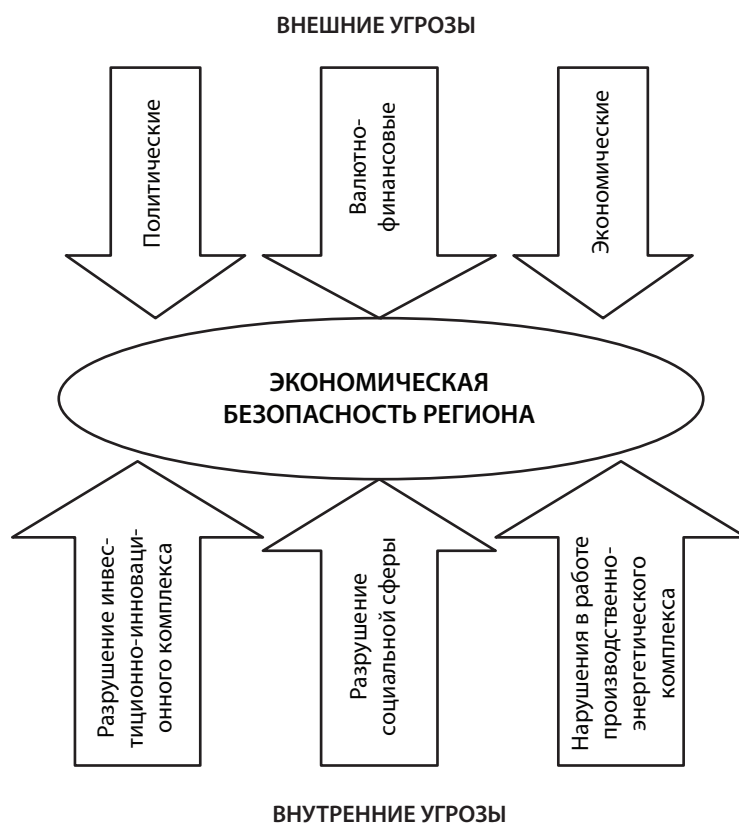 ВНЕШНИЕ УГРОЗЫ
Политические
Валютно-
финансовые
Экономические
ЭКОНОМИЧЕСКАЯ
БЕЗОПАСНОСТЬ РЕГИОНА
Разрушение инвес-
тиционно-инноваци-
онного комплекса
Разрушение
социальной сферы
Нарушения в работе
производственно-
энергетического
комплекса
ВНУТРЕННИЕ УГРОЗЫ